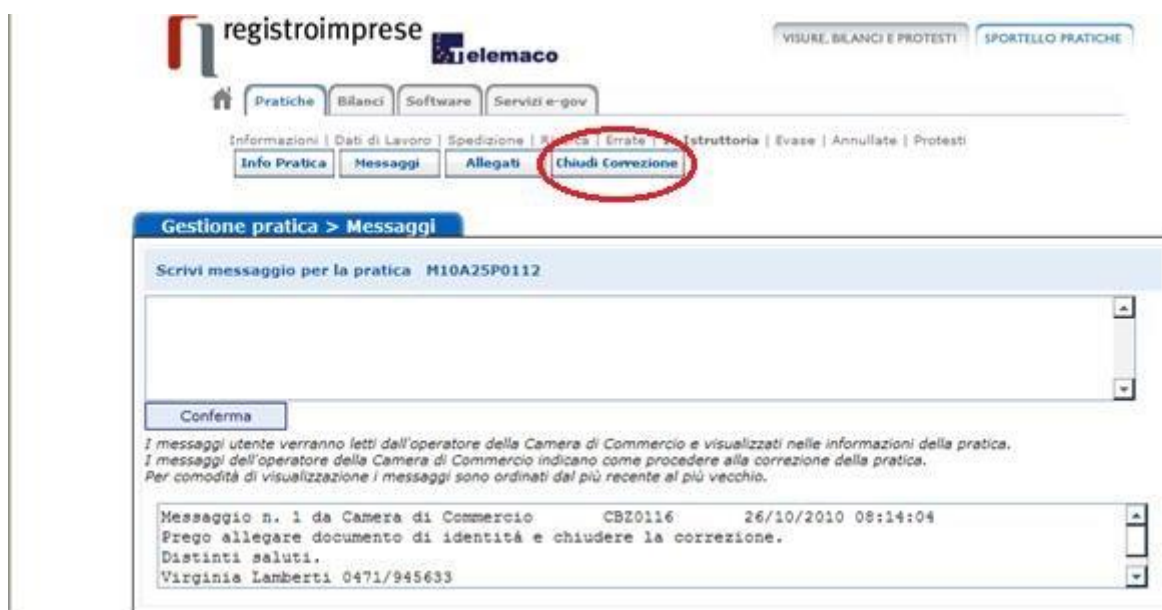 registroimprese
Telemaco
VISURE, BILANCI E PROTESTI
SPORTELLO PRATICHE
Pratiche Bilanci Software Servizi e-gov
Informazioni | Dati di Lavoro | Spedizione | Ricerca | Errate | Istruttoria | Evase | Annullate | Protesti
Info Pratica Messaggi Allegati Chiudi Correzione
Gestione pratica > Messaggi
Scrivi messaggio per la pratica M10A25P0112
Conferma
I messaggi utente verranno letti dall'operatore della Camera di Commercio e visualizzati nelle informazioni della pratica.
I messaggi dell'operatore della Camera di Commercio indicano come procedere alla correzione della pratica.
Per comodità di visualizzazione i messaggi sono ordinati dal più recente al più vecchio.
Messaggio n. 1 da Camera di Commercio CBZ0116 26/10/2010 08:14:04
Prego allegare documento di identitá e chiudere la correzione.
Distinti saluti.
Virginia Lamberti 0471/945633